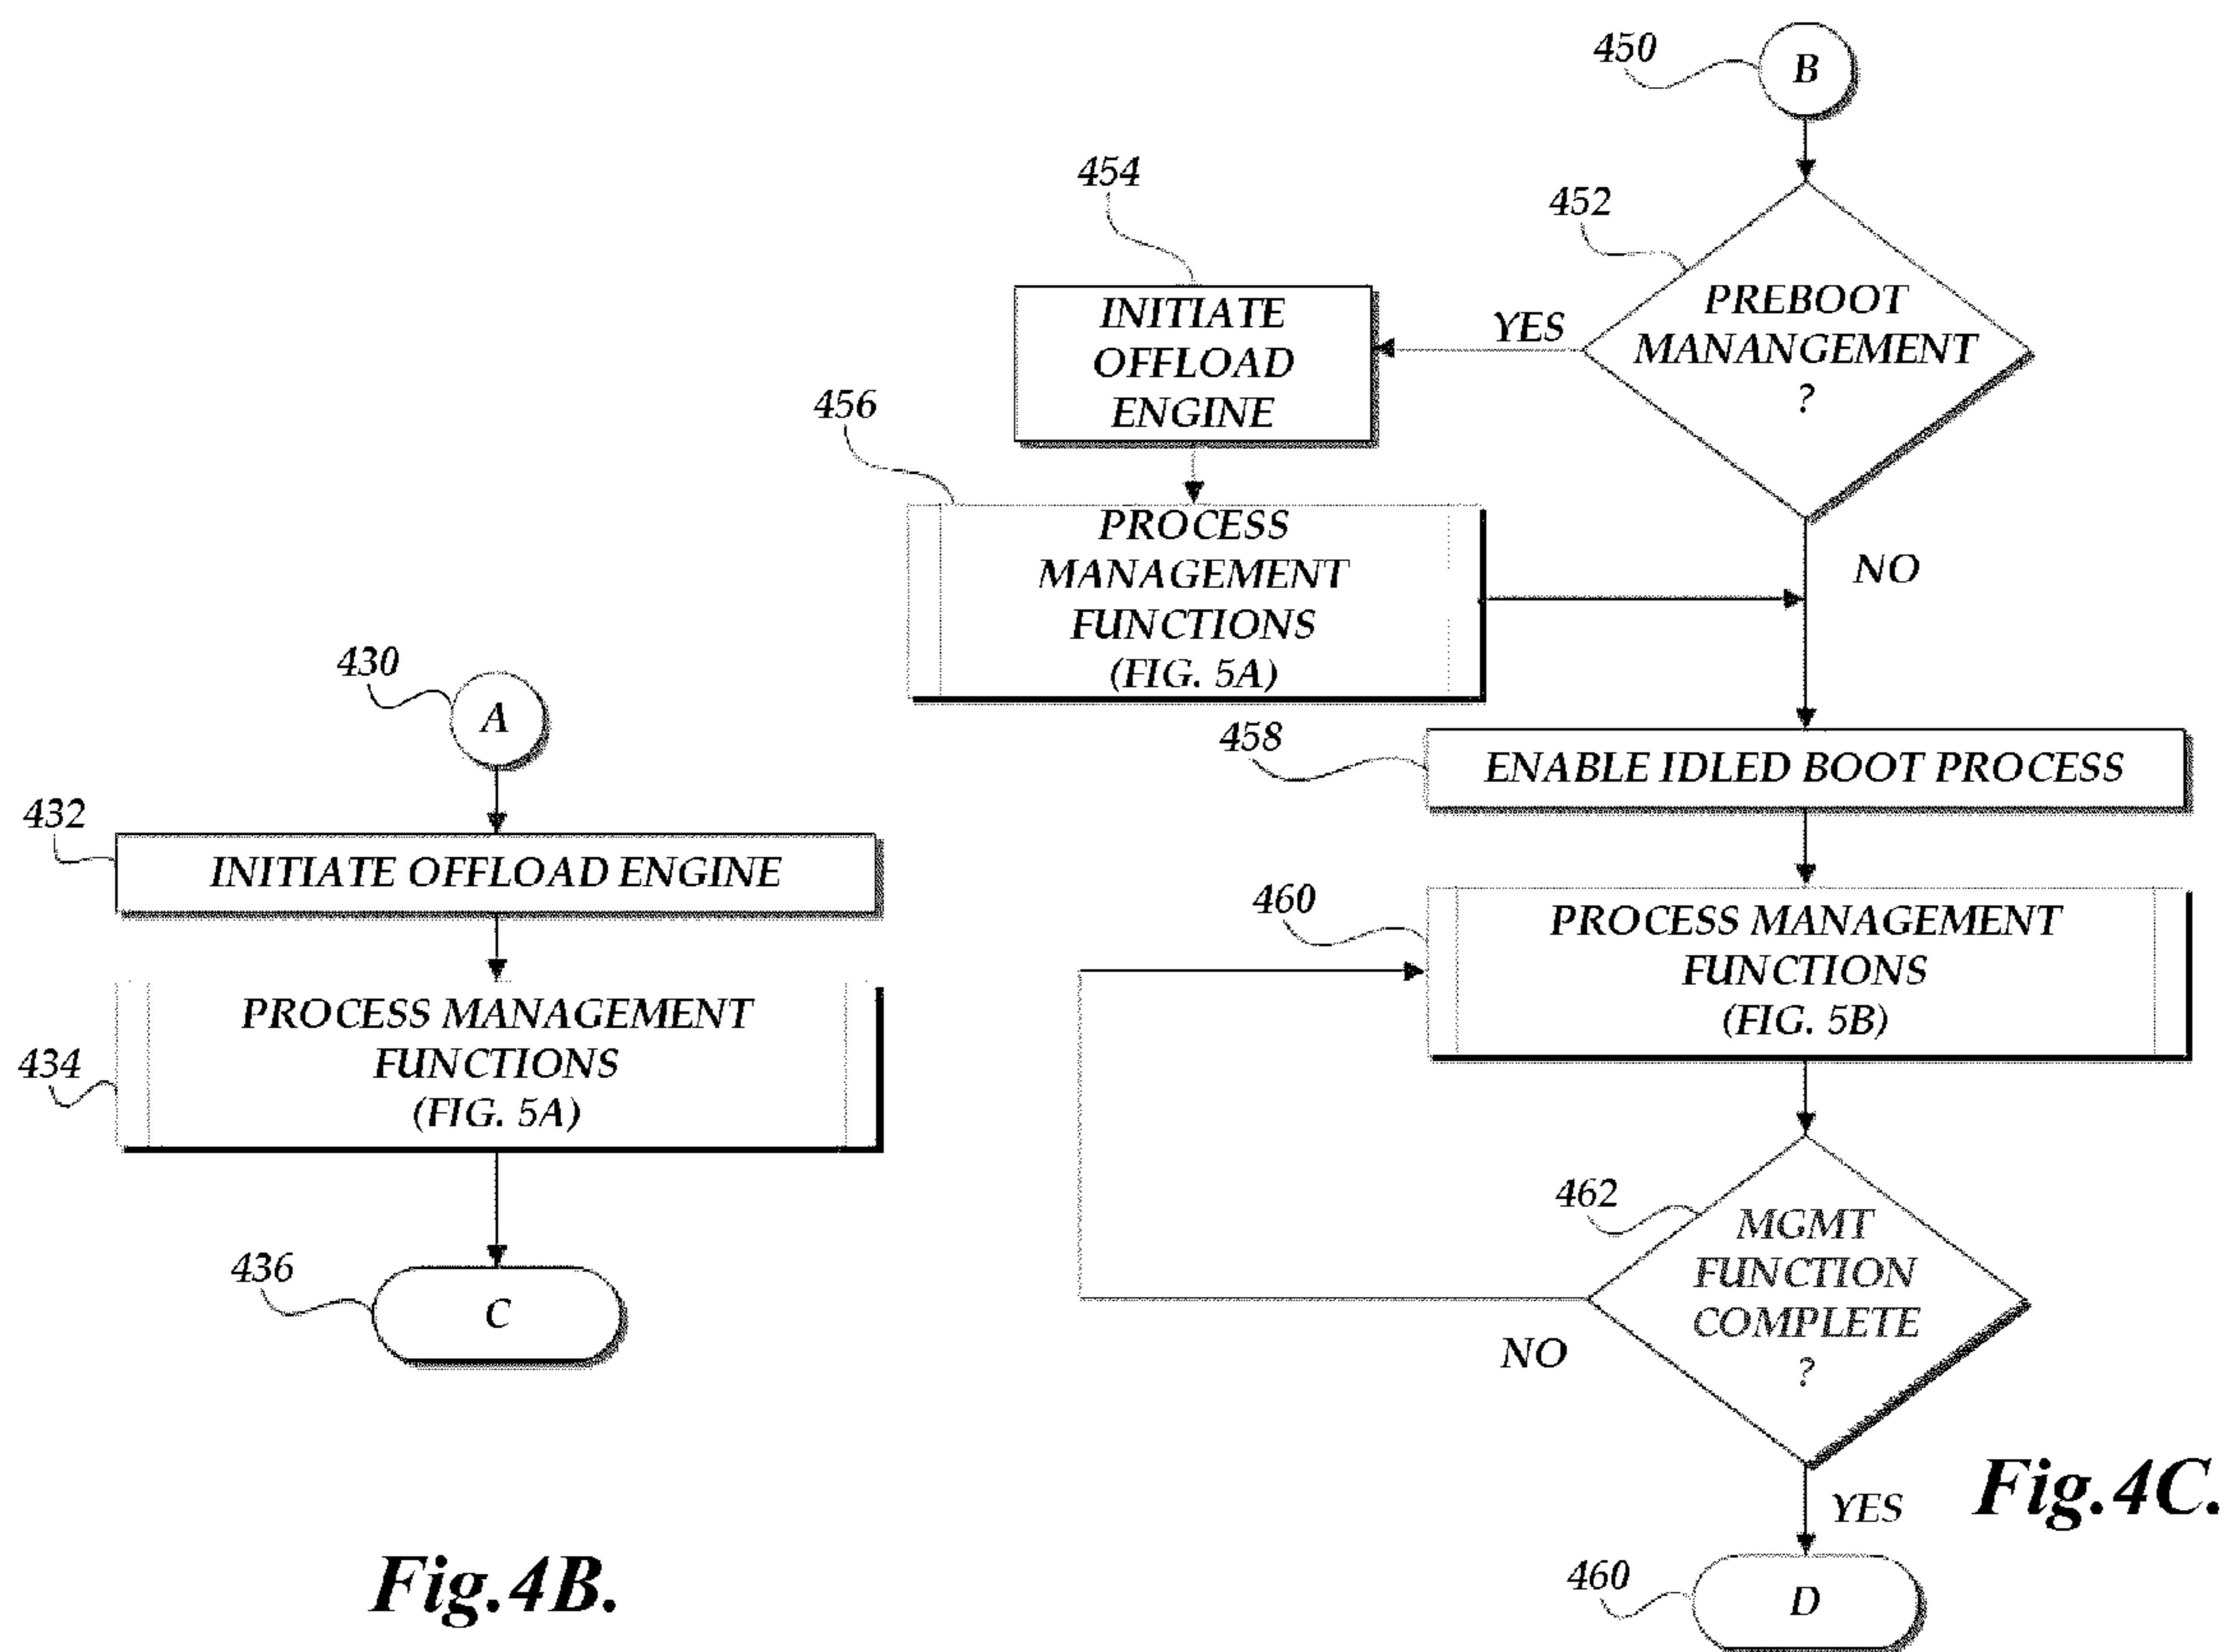 430
A
432
INITIATE OFFLOAD ENGINE
434
PROCESS MANAGEMENT
FUNCTIONS
(FIG. 5A)
436
C
Fig.4B.
450
B
452
PREBOOT
MANANGEMENT
?
YES
NO
454
INITIATE
OFFLOAD
ENGINE
456
PROCESS
MANAGEMENT
FUNCTIONS
(FIG. 5A)
458
ENABLE IDLED BOOT PROCESS
460
PROCESS MANAGEMENT
FUNCTIONS
(FIG. 5B)
462
MGMT
FUNCTION
COMPLETE
?
NO
YES
460
D
Fig.4C.